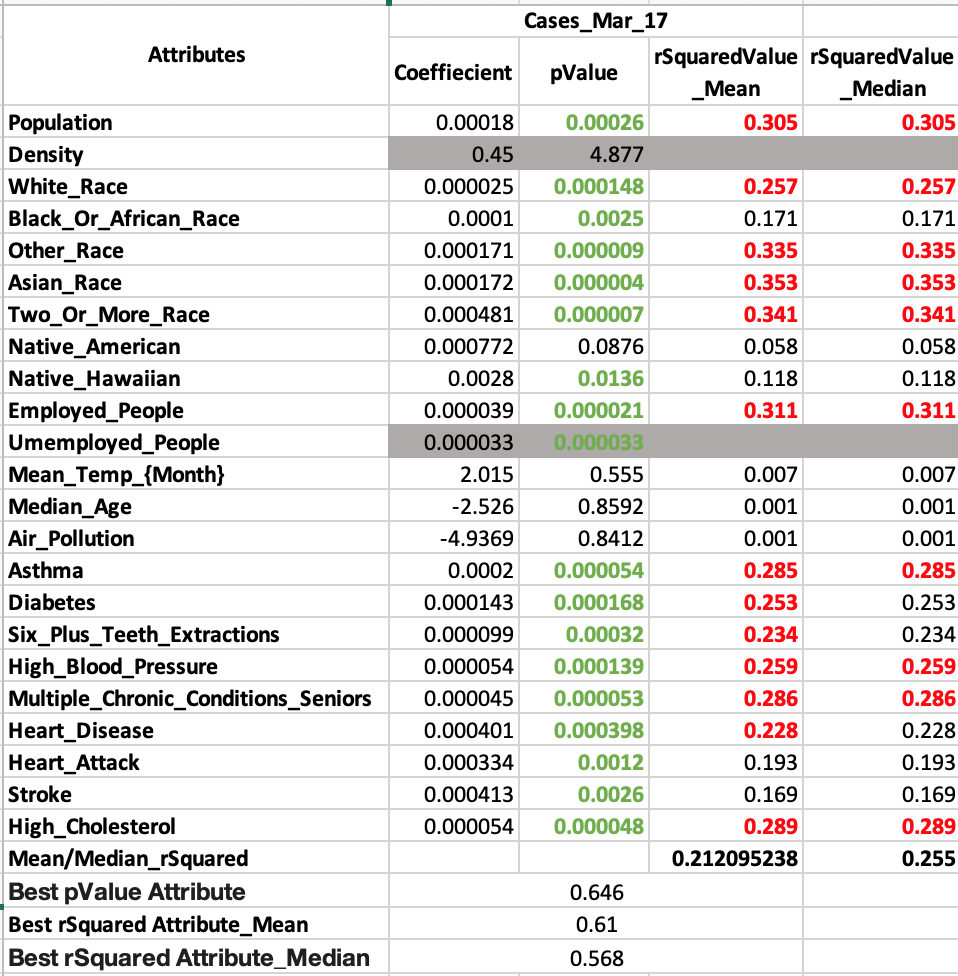 Cases_Mar_17
Attributes
Coeffiecient pValue rSquaredValue _Mean rSquaredValue _Median
Population 0.00018 0.00026 0.305 0.305
Density 0.45 4.877
White_Race 0.000025 0.000148 0.257 0.257
Black_Or_African_Race 0.0001 0.0025 0.171 0.171
Other_Race 0.000171 0.000009 0.335 0.335
Asian_Race 0.000172 0.000004 0.353 0.353
Two_Or_More_Race 0.000481 0.000007 0.341 0.341
Native_American 0.000772 0.0876 0.058 0.058
Native_Hawaiian 0.0028 0.0136 0.118 0.118
Employed_People 0.000039 0.000021 0.311 0.311
Umemployed_People 0.000033 0.000033
Mean_Temp_{Month} 2.015 0.555 0.007 0.007
Median_Age -2.526 0.8592 0.001 0.001
Air_Pollution -4.9369 0.8412 0.001 0.001
Asthma 0.0002 0.000054 0.285 0.285
Diabetes 0.000143 0.000168 0.253 0.253
Six_Plus_Teeth_Extractions 0.000099 0.00032 0.234 0.234
High_Blood_Pressure 0.000054 0.000139 0.259 0.259
Multiple_Chronic_Conditions_Seniors 0.000045 0.000053 0.286 0.286
Heart_Disease 0.000401 0.000398 0.228 0.228
Heart_Attack 0.000334 0.0012 0.193 0.193
Stroke 0.000413 0.0026 0.169 0.169
High_Cholesterol 0.000054 0.000048 0.289 0.289
Mean/Median_rSquared 0.212095238 0.255
Best pValue Attribute 0.646
Best rSquared Attribute_Mean 0.61
Best rSquared Attribute_Median 0.568